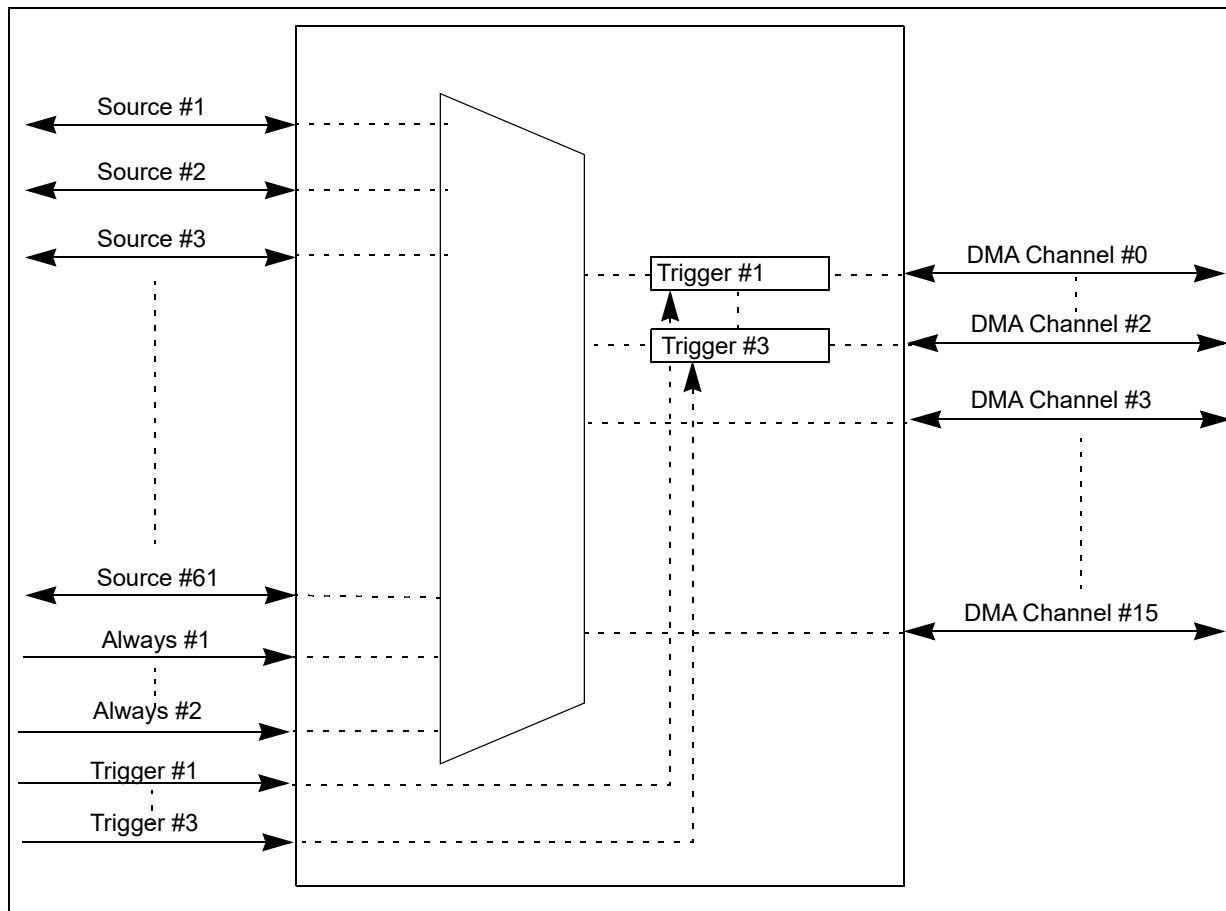 Source #1
Source #2
Source #3
Source #61
Always #1
Always #2
Trigger #1
Trigger #3
Trigger #1
Trigger #3
DMA Channel #0
DMA Channel #2
DMA Channel #3
DMA Channel #15